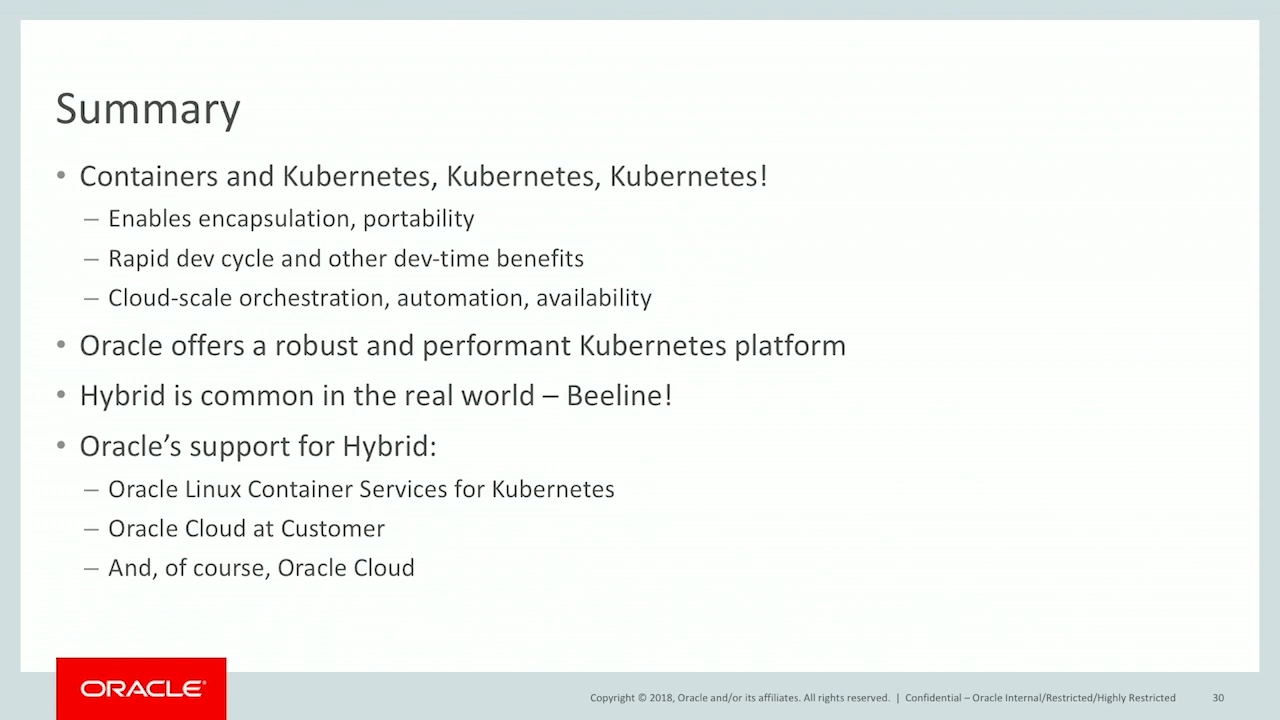 Summary
• Containers and Kubernetes, Kubernetes, Kubernetes!
– Enables encapsulation, portability
– Rapid dev cycle and other dev-time benefits
– Cloud-scale orchestration, automation, availability
• Oracle offers a robust and performant Kubernetes platform
• Hybrid is common in the real world – Beeline!
• Oracle’s support for Hybrid:
– Oracle Linux Container Services for Kubernetes
– Oracle Cloud at Customer
– And, of course, Oracle Cloud
ORACLE®
Copyright © 2018, Oracle and/or its affiliates. All rights reserved. | Confidential – Oracle Internal/Restricted/Highly Restricted 30